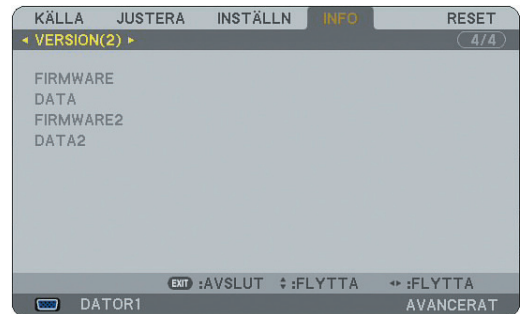 KÄLLA JUSTERA INSTÄLLN INFO RESET
VERSION(2) 4/4
FIRMWARE
DATA
FIRMWARE2
DATA2
EXIT :AVSLUT :FLYTTA :FLYTTA
DATOR1 AVANCERAT